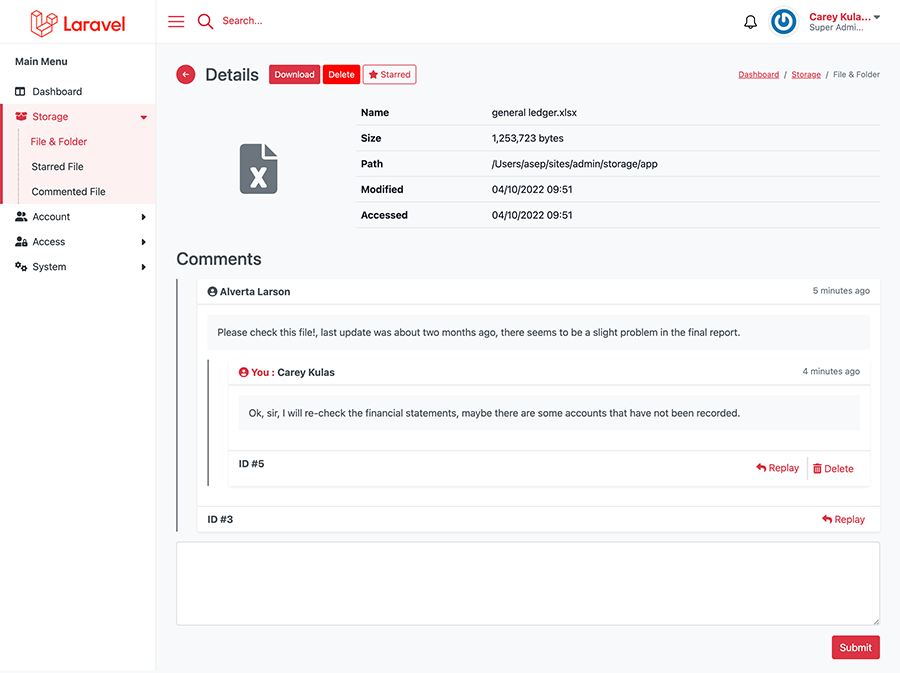 Laravel
Search...
Carey Kula...
Super Admi...
Main Menu
Dashboard
Storage
File & Folder
Starred File
Commented File
Account
Access
System
Details
Download
Delete
Starred
Dashboard / Storage / File & Folder
Name general ledger.xlsx
Size 1,253,723 bytes
Path /Users/asep/sites/admin/storage/app
Modified 04/10/2022 09:51
Accessed 04/10/2022 09:51
Comments
Alverta Larson 5 minutes ago
Please check this file!, last update was about two months ago, there seems to be a slight problem in the final report.
You : Carey Kulas 4 minutes ago
Ok, sir, I will re-check the financial statements, maybe there are some accounts that have not been recorded.
ID #5 Replay Delete
ID #3 Replay
Submit